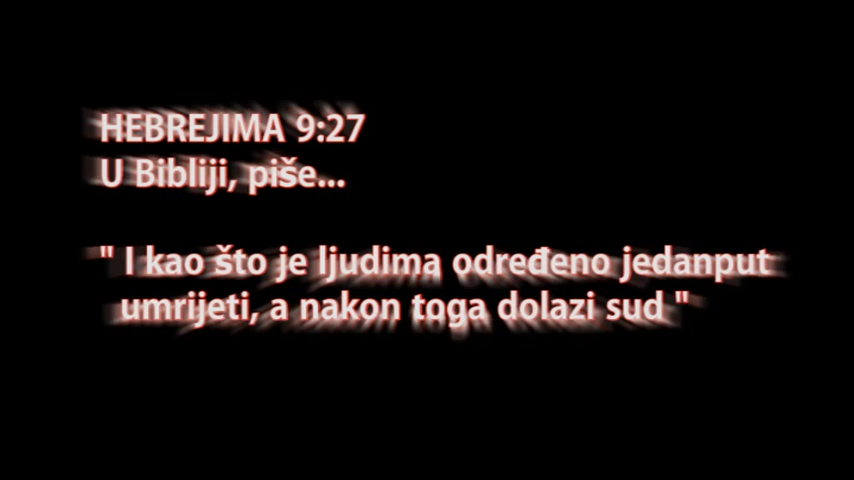 HEBREJIMA 9:27
U Bibliji, piše...
" I kao što je ljudima određeno jedanput
umrijeti, a nakon toga dolazi sud "